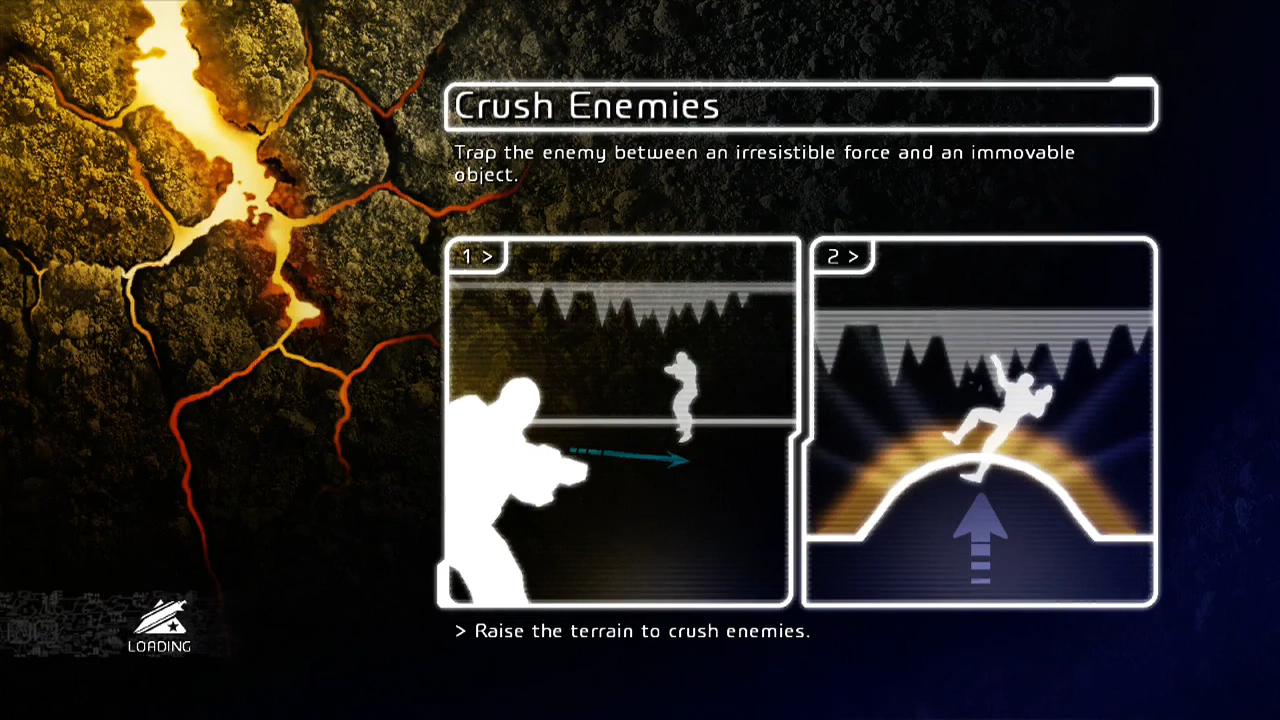 Crush Enemies
Trap the enemy between an irresistible force and an immovable
object.
1 >
2 >
> Raise the terrain to crush enemies.
LOADING